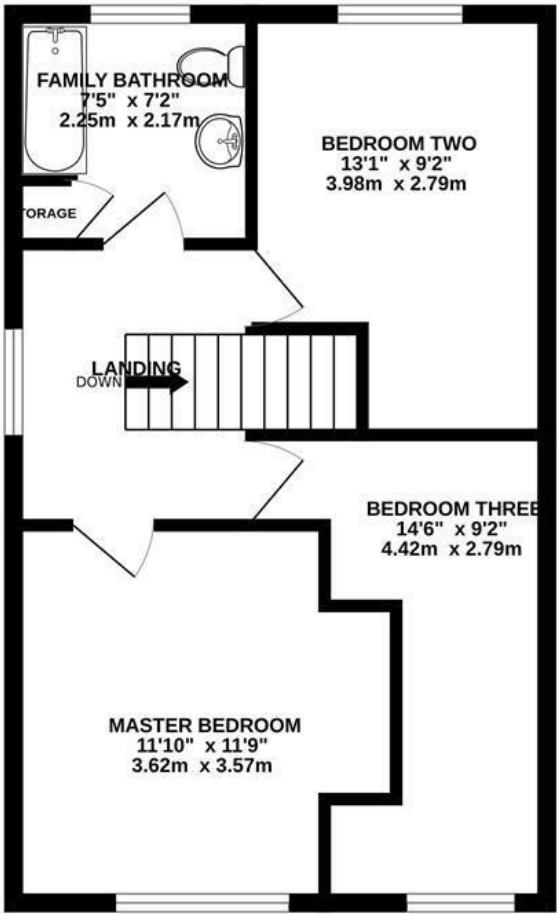 FAMILY BATHROOM
7'5" x 7'2"
2.25m x 2.17m
BEDROOM TWO
13'1" x 9'2"
3.98m x 2.79m
TORAGE
LANDING
DOWN
BEDROOM THREE
14'6" x 9'2"
4.42m x 2.79m
MASTER BEDROOM
11'10" x 11'9"
3.62m x 3.57m